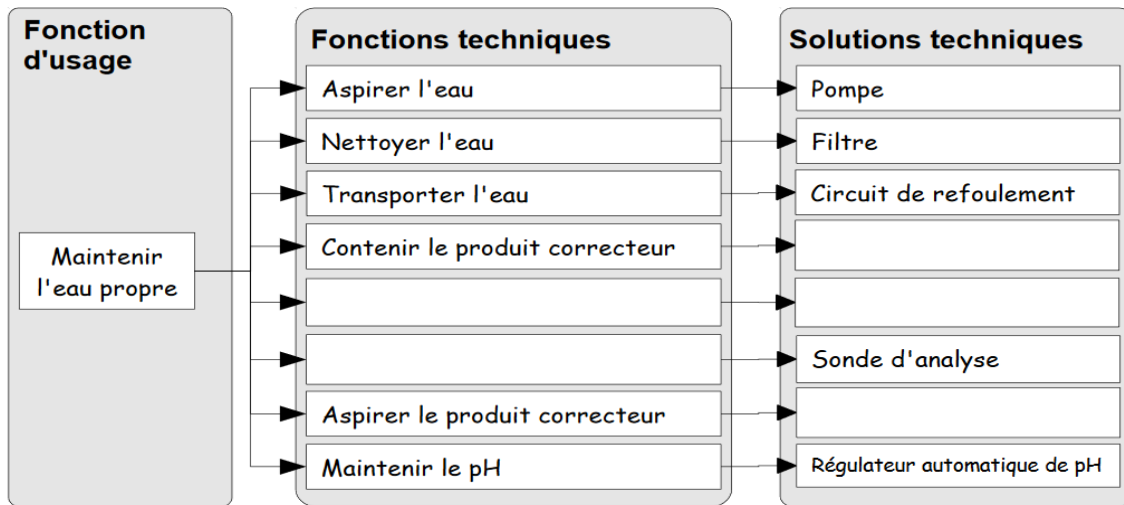 Fonction
d'usage
Fonctions techniques
Solutions techniques
Maintenir
l'eau propre
Aspirer l'eau
Pompe
Nettoyer l'eau
Filtre
Transporter l'eau
Circuit de refoulement
Contenir le produit correcteur
Sonde d'analyse
Aspirer le produit correcteur
Maintenir le pH
Régulateur automatique de pH